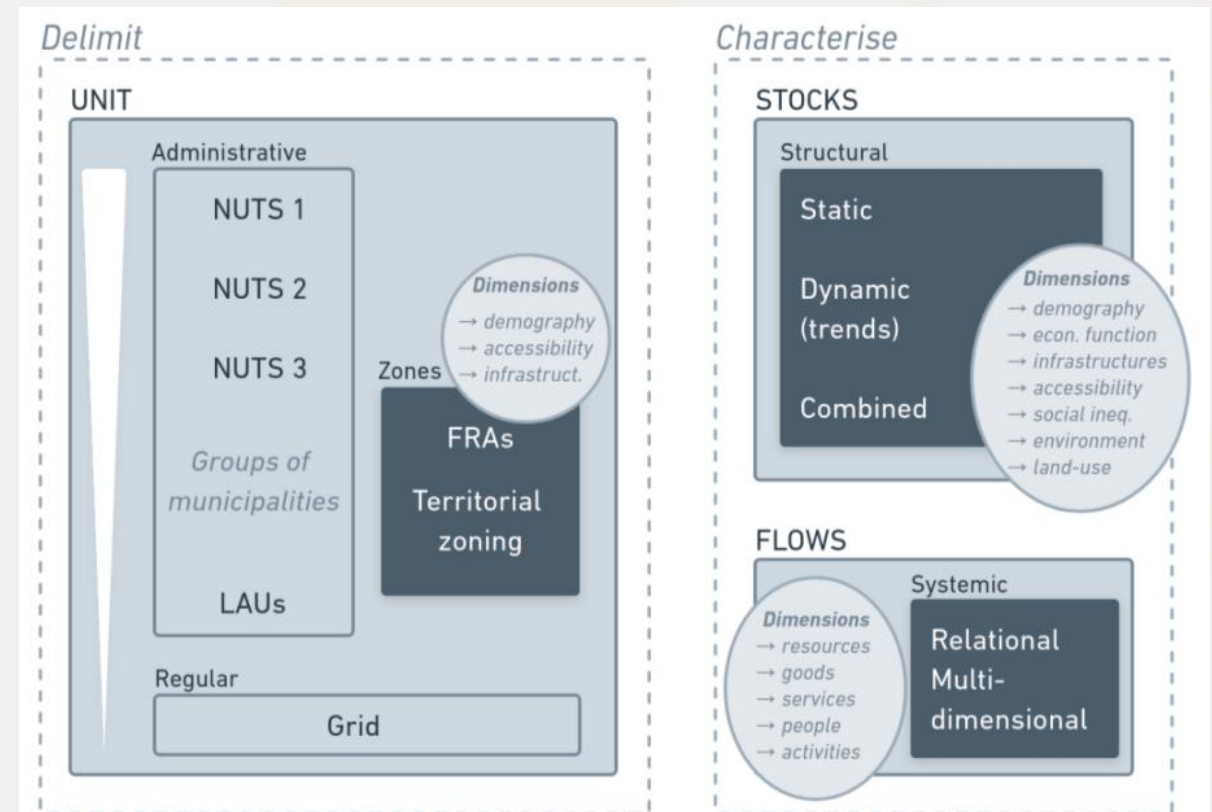 Delimit
UNIT
Administrative
NUTS 1
NUTS 2
NUTS 3
Groups of
municipalities
LAUs
Dimensions
→ demography
→ accessibility
→ infrastruct.
Zones
FRAs
Territorial
zoning
Regular
Grid
Characterise
STOCKS
Structural
Static
Dynamic
(trends)
Combined
Dimensions
→ demography
→ econ. function
→ infrastructures
→ accessibility
→ social ineq.
→ environment
→ land-use
FLOWS
Dimensions
→ resources
→ goods
→ services
→ people
→ activities
Systemic
Relational
Multi-
dimensional